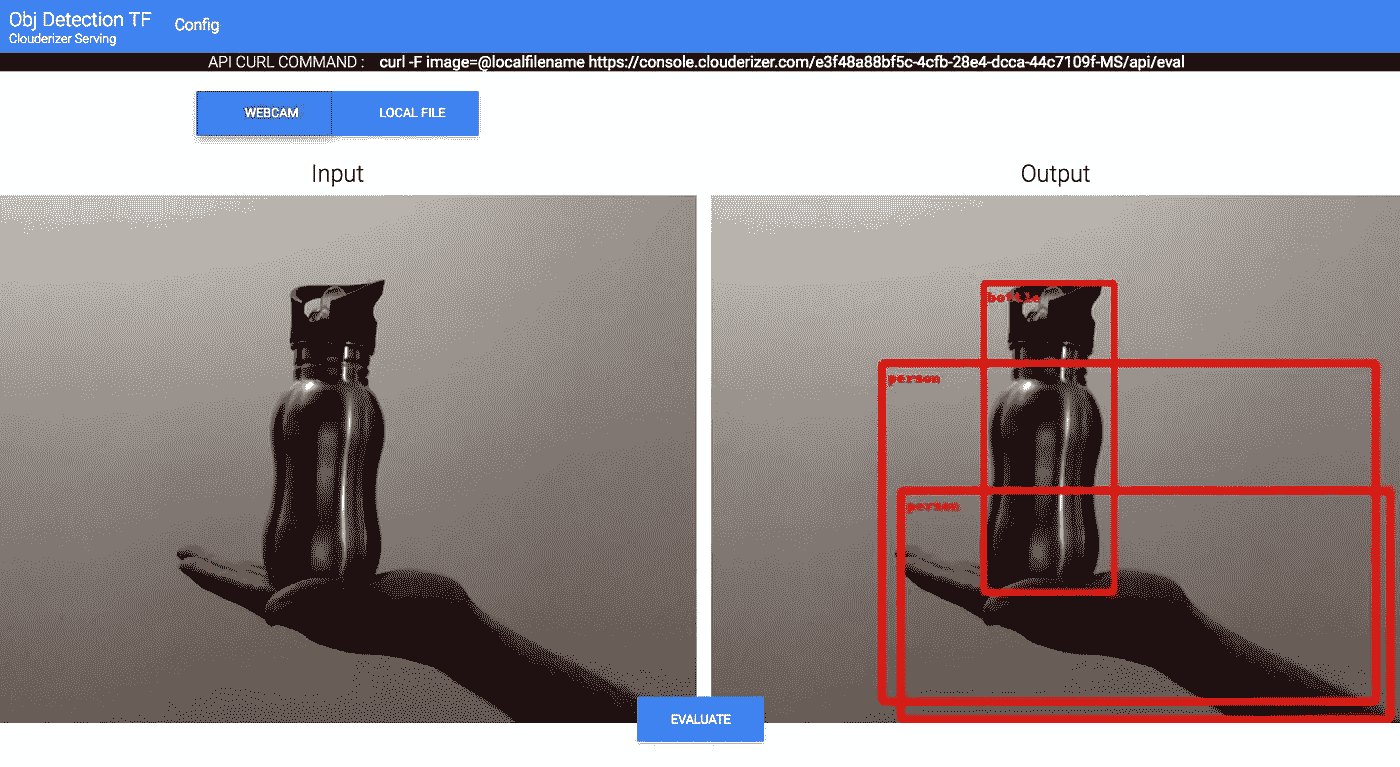 Obj Detection TF
Clouderizer Serving
Config
API CURL COMMAND : curl -F image=@localfilename https://console.clouderizer.com/e3f48a88bf5c-4cfb-28e4-dcca-44c7109f-MS/api/eval
WEBCAM
LOCAL FILE
Input
Output
bottle
person
person
EVALUATE